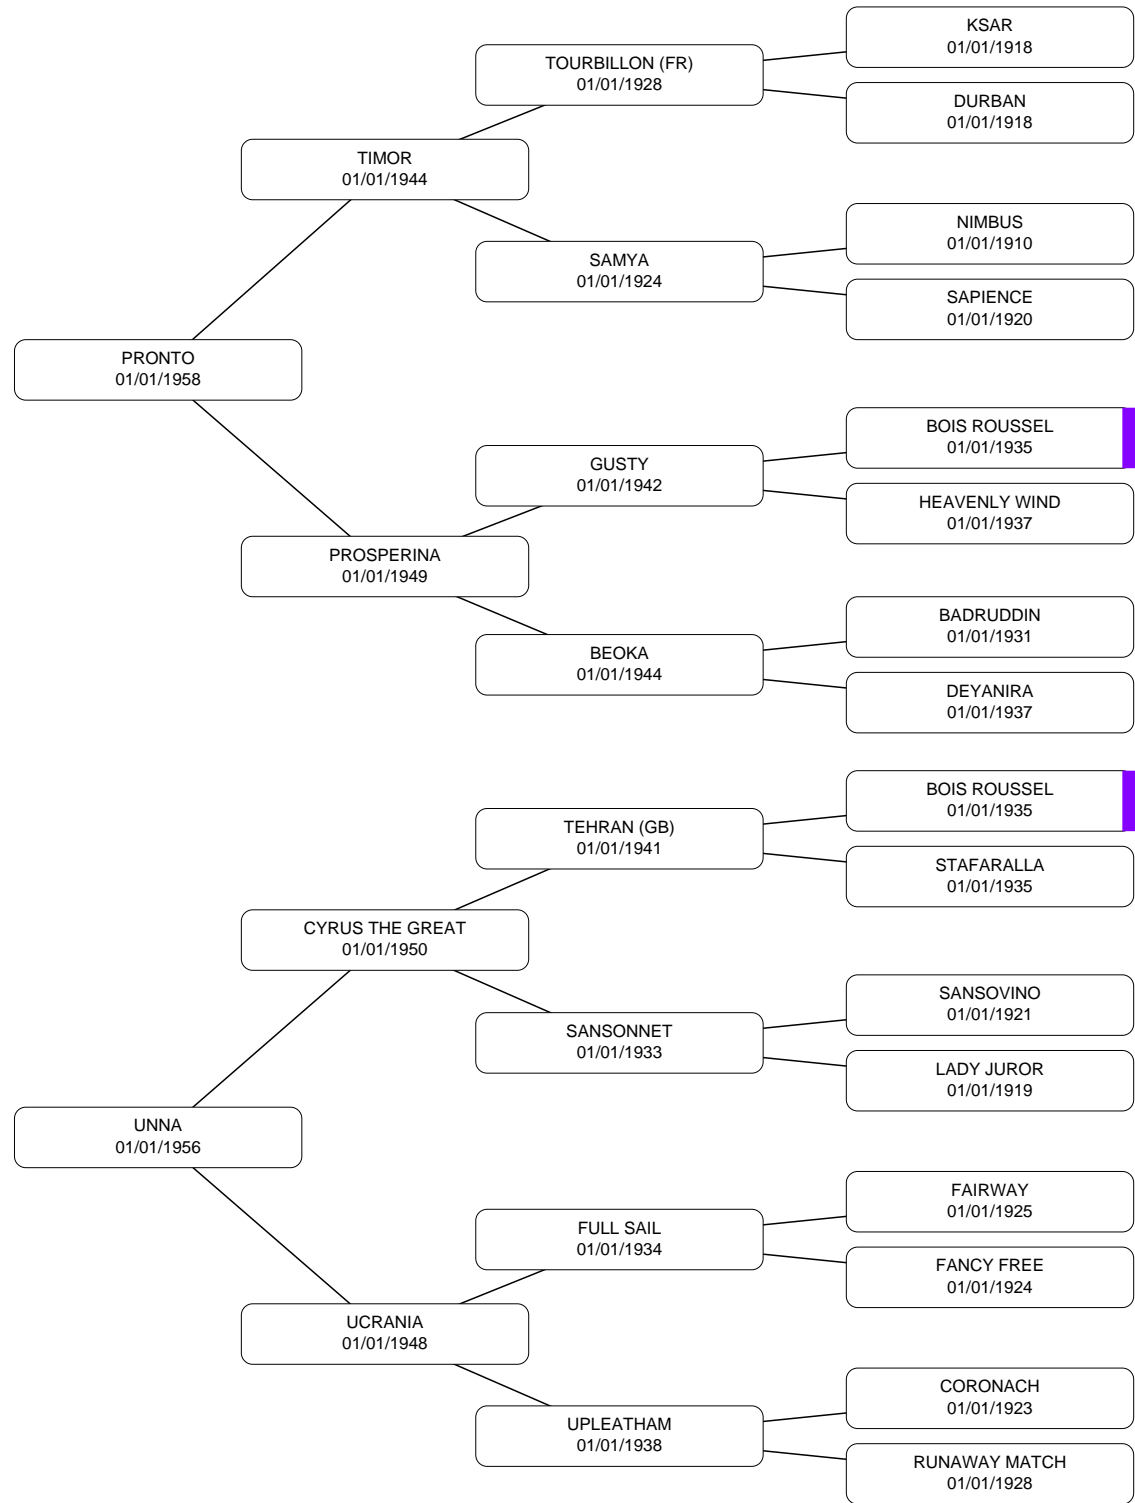 KSAR
01/01/1918
TOURBILLON (FR)
01/01/1928
DURBAN
01/01/1918
TIMOR
01/01/1944
NIMBUS
01/01/1910
SAMYA
01/01/1924
SAPIENCE
01/01/1920
PRONTO
01/01/1958
BOIS ROUSSEL
01/01/1935
GUSTY
01/01/1942
HEAVENLY WIND
01/01/1937
PROSPERINA
01/01/1949
BADRUDDIN
01/01/1931
BEOKA
01/01/1944
DEYANIRA
01/01/1937
BOIS ROUSSEL
01/01/1935
TEHRAN (GB)
01/01/1941
STAFARALLA
01/01/1935
CYRUS THE GREAT
01/01/1950
SANSOVINO
01/01/1921
SANSONNET
01/01/1933
LADY JUROR
01/01/1919
UNNA
01/01/1956
FAIRWAY
01/01/1925
FULL SAIL
01/01/1934
FANCY FREE
01/01/1924
UCRANIA
01/01/1948
CORONACH
01/01/1923
UPLEATHAM
01/01/1938
RUNAWAY MATCH
01/01/1928